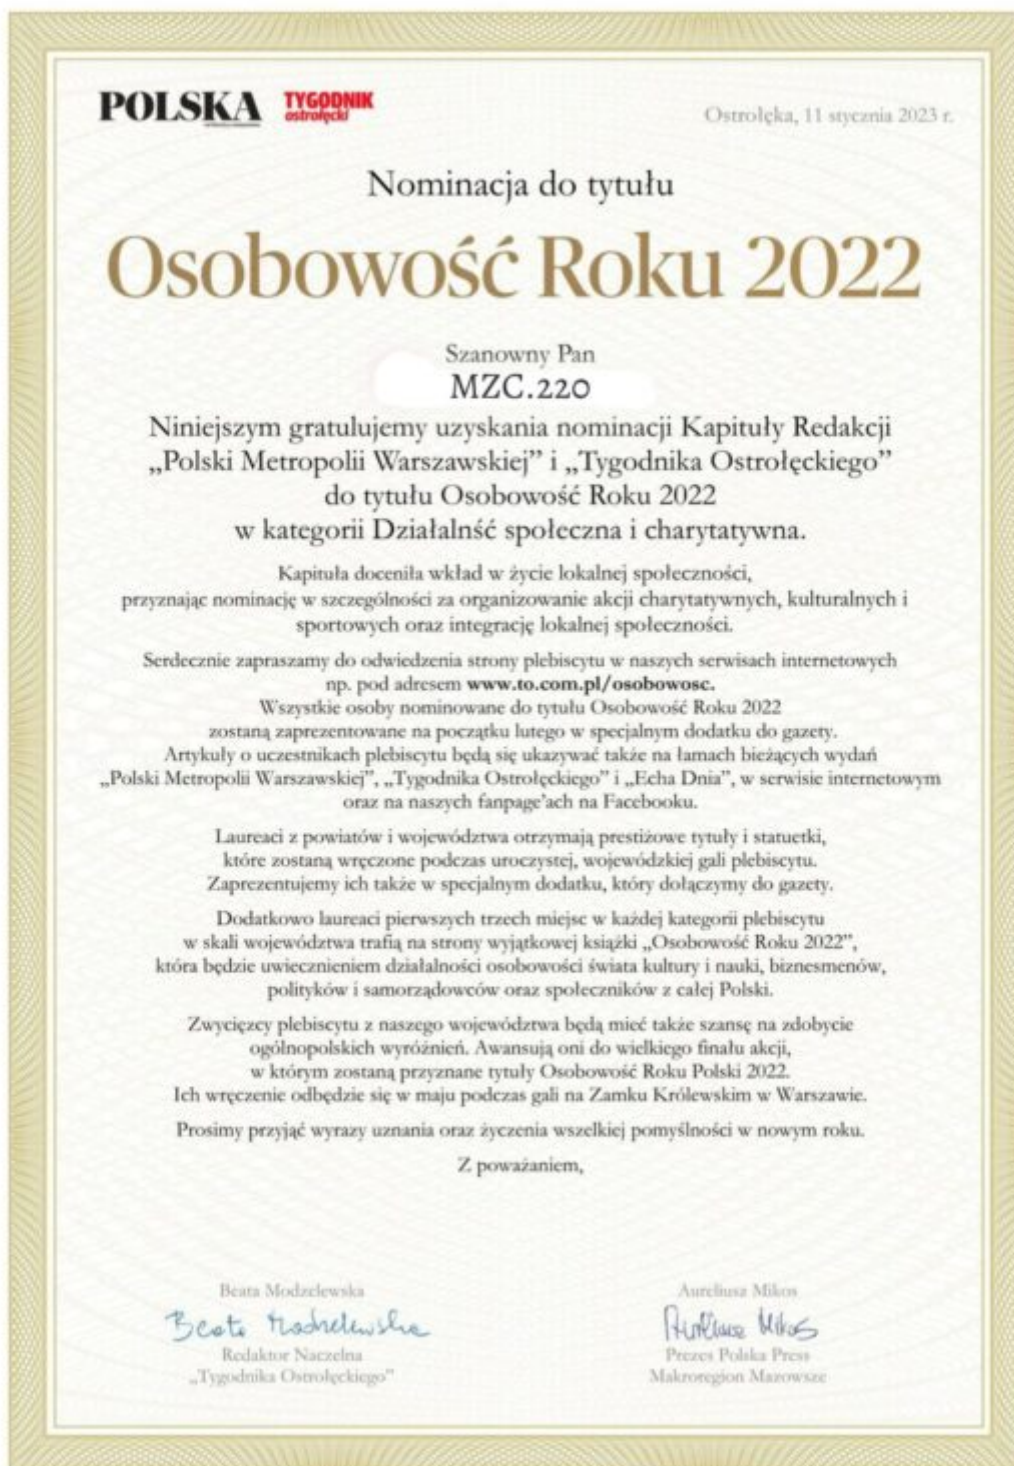 POLSKA
TYGODNIK
ostrołęcki
Ostrołęka, 11 stycznia 2023 r.
Nominacja do tytułu
Osobowość Roku 2022
Szanowny Pan
MZC.220
Niniejszym gratulujemy uzyskania nominacji Kapituły Redakcji
„Polski Metropolii Warszawskiej” i „Tygodnika Ostrołęckiego”
do tytułu Osobowość Roku 2022
w kategorii Działalnść społeczna i charytatywna.
Kapituła doceniła wkład w życie lokalnej społeczności,
przyznając nominację w szczególności za organizowanie akcji charytatywnych, kulturalnych i
sportowych oraz integrację lokalnej społeczności.
Serdecznie zapraszamy do odwiedzenia strony plebiscytu w naszych serwisach internetowych
np. pod adresem www.to.com.pl/osobowosc.
Wszystkie osoby nominowane do tytułu Osobowość Roku 2022
zostaną zaprezentowane na początku lutego w specjalnym dodatku do gazety.
Artykuły o uczestnikach plebiscytu będą się ukazywać także na łamach bieżących wydań
„Polski Metropolii Warszawskiej”, „Tygodnika Ostrołęckiego” i „Echa Dnia”, w serwisie internetowym
oraz na naszych fanpage’ach na Facebooku.
Laureaci z powiatów i województwa otrzymają prestiżowe tytuły i statuetki,
które zostaną wręczone podczas uroczystej, wojewódzkiej gali plebiscytu.
Zaprezentujemy ich także w specjalnym dodatku, który dołączymy do gazety.
Dodatkowo laureaci pierwszych trzech miejsc w każdej kategorii plebiscytu
w skali województwa trafią na strony wyjątkowej książki „Osobowość Roku 2022”,
która będzie uwiecznieniem działalności osobowości świata kultury i nauki, biznesmenów,
polityków i samorządowców oraz społeczników z całej Polski.
Zwycięzcy plebiscytu z naszego województwa będą mieć także szansę na zdobycie
ogólnopolskich wyróżnień. Awansują oni do wielkiego finału akcji,
w którym zostaną przyznane tytuły Osobowość Roku Polski 2022.
Ich wręczenie odbędzie się w maju podczas gali na Zamku Królewskim w Warszawie.
Prosimy przyjąć wyrazy uznania oraz życzenia wszelkiej pomyślności w nowym roku.
Z poważaniem,
Beata Modzelewska
Beata Modzelewska
Redaktor Naczelna
„Tygodnika Ostrołęckiego”
Aureliusz Mikos
Aureliusz Mikos
Prezes Polska Press
Makroregion Mazowsze